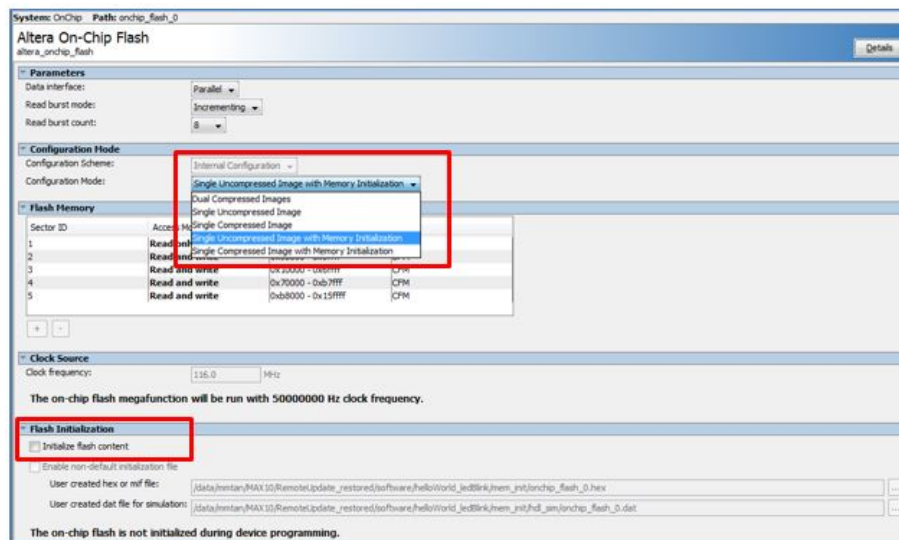 System: OnChip Path: onchip_flash_0
Altera On-Chip Flash
altera_onchip_flash
Details
Parameters
Data interface: Parallel
Read burst mode: Incrementing
Read burst count: 8
Configuration Mode
Configuration Scheme: Internal Configuration
Configuration Mode: Single Uncompressed Image with Memory Initialization
Dual Compressed Images
Single Uncompressed Image
Single Compressed Image
Single Uncompressed Image with Memory Initialization
Single Compressed Image with Memory Initialization
Flash Memory
Sector ID Access
1
2
3 Read and write CFM
4 Read and write 0x70000 - 0xb7fff CFM
5 Read and write 0xb8000 - 0x15ffff CFM
+ -
Clock Source
Clock frequency: 116.0 MHz
The on-chip flash megafunction will be run with 50000000 Hz clock frequency.
Flash Initialization
Initialize flash content
Enable non-default initialization file
User created hex or mif file: /data/mmtan/MAX10/RemoteUpdate_restored/software/helloWorld_ledBlink/mem_init/onchip_flash_0.hex ...
User created dat file for simulation: /data/mmtan/MAX10/RemoteUpdate_restored/software/helloWorld_ledBlink/mem_init/hdl_sim/onchip_flash_0.dat ...
The on-chip flash is not initialized during device programming.